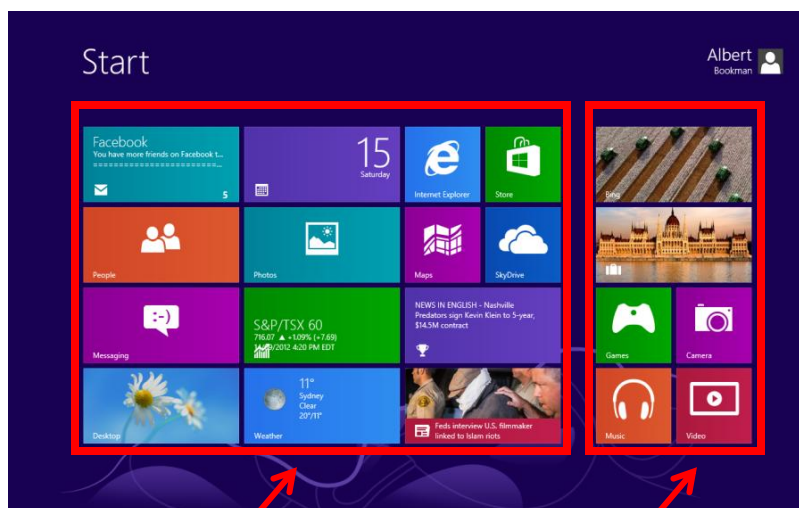 Start
Albert
Bookman
Facebook
You have more friends on Facebook t...
========================...
5
15
Saturday
Internet Explorer
Store
Bing
People
Photos
Maps
SkyDrive
Messaging
S&P/TSX 60
716.07 ▲ +1.09% (+7.69)
/2012 4:20 PM EDT
NEWS IN ENGLISH - Nashville
Predators sign Kevin Klein to 5-year,
$14.5M contract
Games
Camera
Desktop
11°
Sydney
Clear
20°/11°
Weather
Feds interview U.S. filmmaker
linked to Islam riots
Music
Video